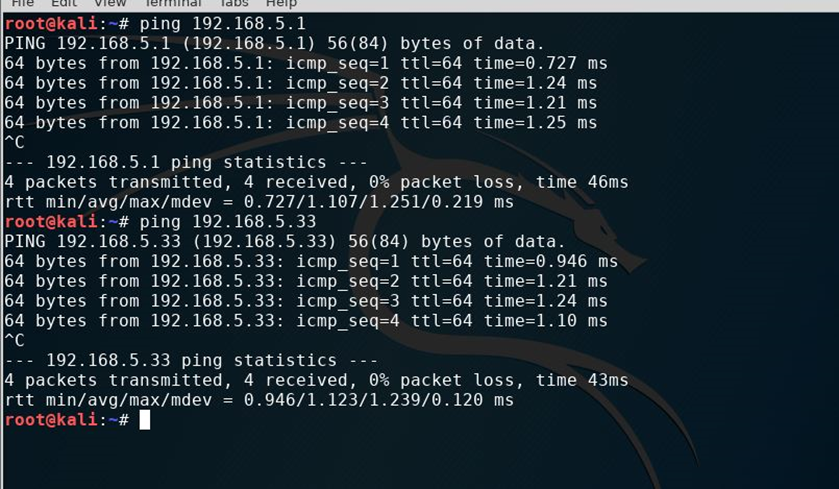 File Edit View Terminal Tabs Help
root@kali:~# ping 192.168.5.1
PING 192.168.5.1 (192.168.5.1) 56(84) bytes of data.
64 bytes from 192.168.5.1: icmp_seq=1 ttl=64 time=0.727 ms
64 bytes from 192.168.5.1: icmp_seq=2 ttl=64 time=1.24 ms
64 bytes from 192.168.5.1: icmp_seq=3 ttl=64 time=1.21 ms
64 bytes from 192.168.5.1: icmp_seq=4 ttl=64 time=1.25 ms
^C
--- 192.168.5.1 ping statistics ---
4 packets transmitted, 4 received, 0% packet loss, time 46ms
rtt min/avg/max/mdev = 0.727/1.107/1.251/0.219 ms
root@kali:~# ping 192.168.5.33
PING 192.168.5.33 (192.168.5.33) 56(84) bytes of data.
64 bytes from 192.168.5.33: icmp_seq=1 ttl=64 time=0.946 ms
64 bytes from 192.168.5.33: icmp_seq=2 ttl=64 time=1.21 ms
64 bytes from 192.168.5.33: icmp_seq=3 ttl=64 time=1.24 ms
64 bytes from 192.168.5.33: icmp_seq=4 ttl=64 time=1.10 ms
^C
--- 192.168.5.33 ping statistics ---
4 packets transmitted, 4 received, 0% packet loss, time 43ms
rtt min/avg/max/mdev = 0.946/1.123/1.239/0.120 ms
root@kali:~#